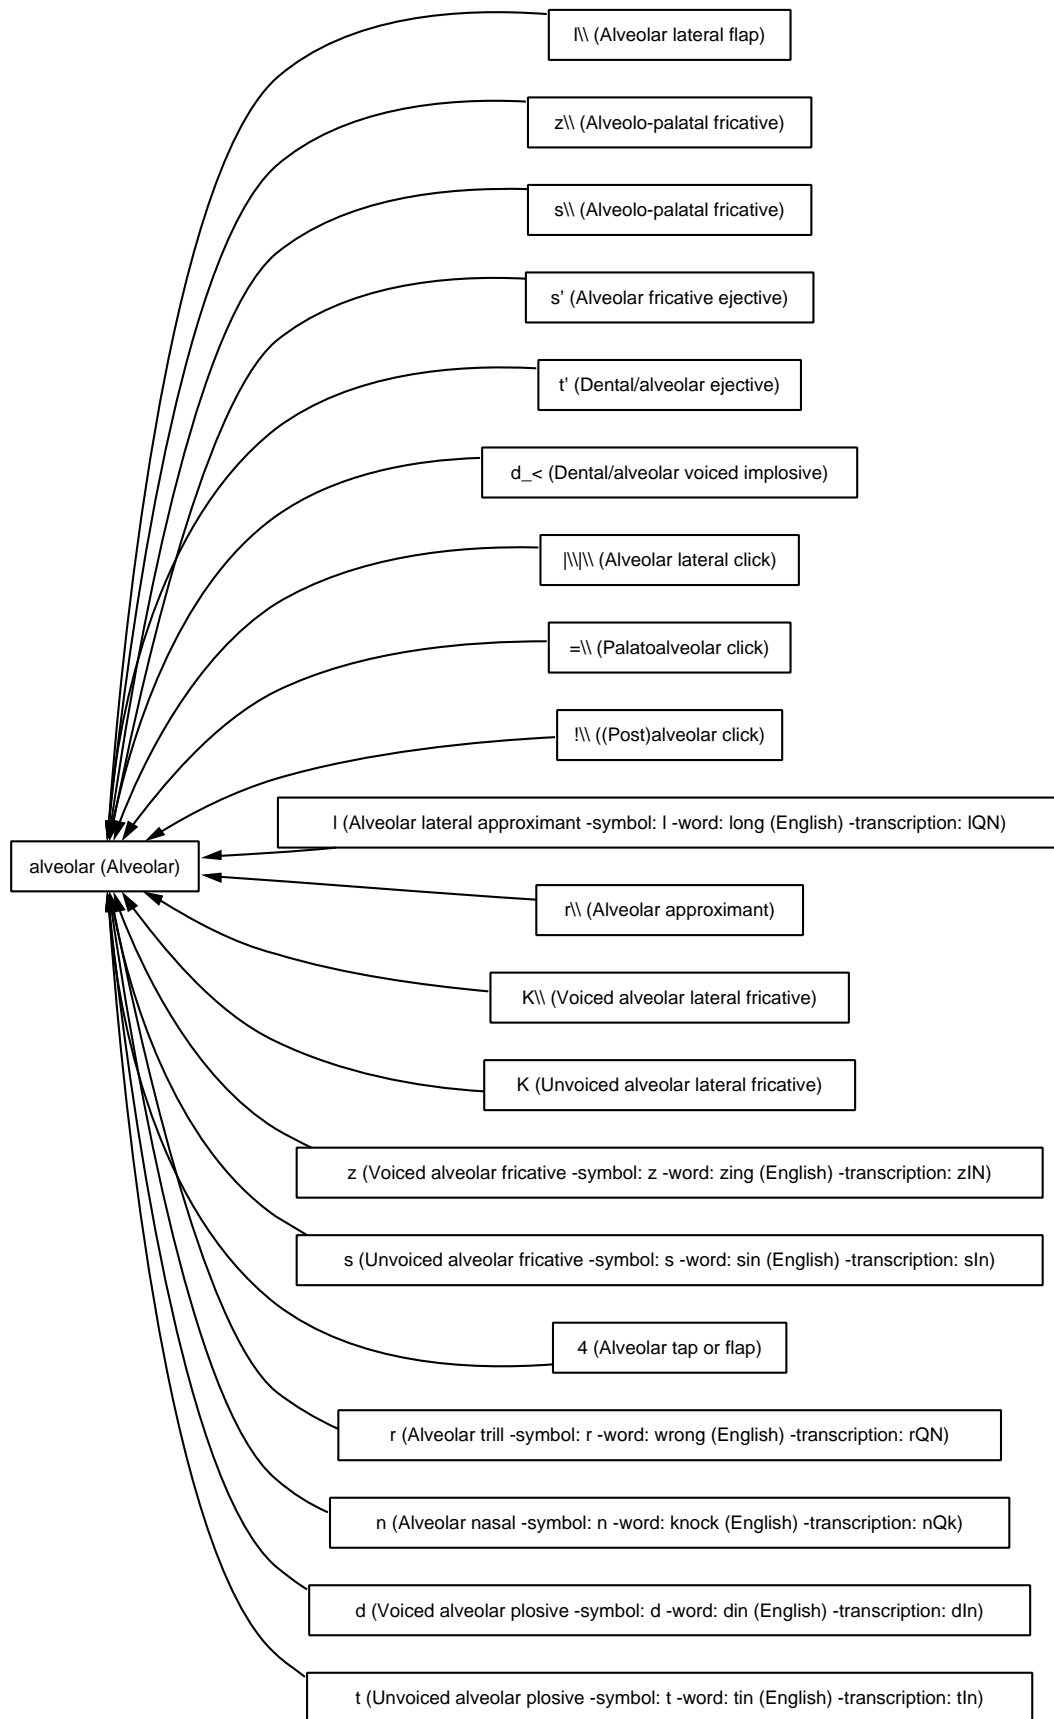 l\\ (Alveolar lateral flap)
z\\ (Alveolo-palatal fricative)
s\\ (Alveolo-palatal fricative)
s’ (Alveolar fricative ejective)
t’ (Dental/alveolar ejective)
d_< (Dental/alveolar voiced implosive)
|\\|\\ (Alveolar lateral click)
=\\ (Palatoalveolar click)
!\\ ((Post)alveolar click)
l (Alveolar lateral approximant -symbol: l -word: long (English) -transcription: lQN)
alveolar (Alveolar)
r\\ (Alveolar approximant)
K\\ (Voiced alveolar lateral fricative)
K (Unvoiced alveolar lateral fricative)
z (Voiced alveolar fricative -symbol: z -word: zing (English) -transcription: zIN)
s (Unvoiced alveolar fricative -symbol: s -word: sin (English) -transcription: sIn)
4 (Alveolar tap or flap)
r (Alveolar trill -symbol: r -word: wrong (English) -transcription: rQN)
n (Alveolar nasal -symbol: n -word: knock (English) -transcription: nQk)
d (Voiced alveolar plosive -symbol: d -word: din (English) -transcription: dIn)
t (Unvoiced alveolar plosive -symbol: t -word: tin (English) -transcription: tIn)